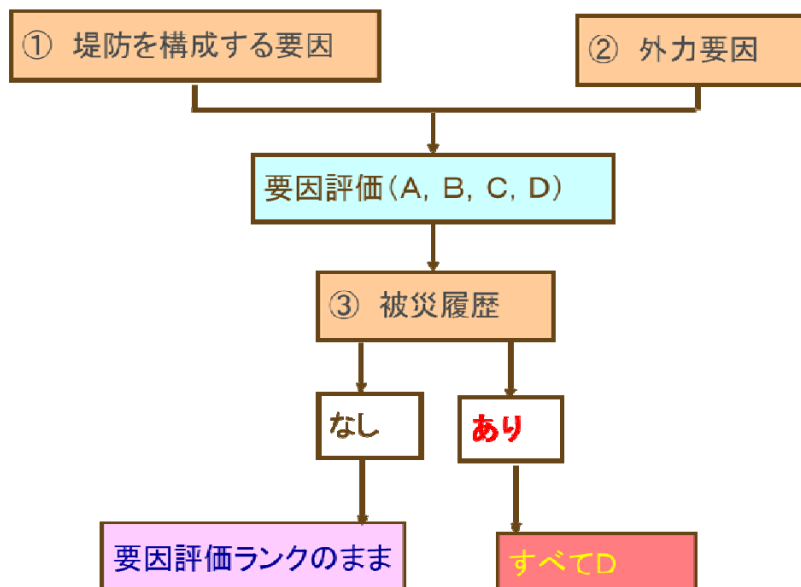 ① 堤防を構成する要因
② 外力要因
要因評価(A, B, C, D)
③ 被災履歴
なし
あり
要因評価ランクのまま
すべてD